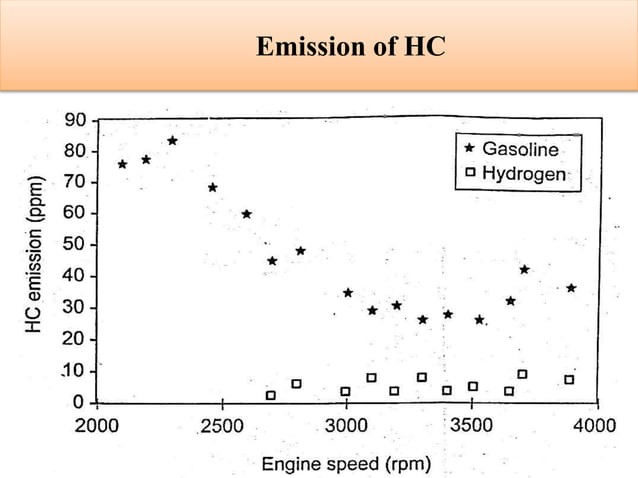 Emission of HC
90
80
70
60
50
40
30
20
10
0
HC emission (ppm)
Gasoline
Hydrogen
2000 2500 3000 3500 4000
Engine speed (rpm)